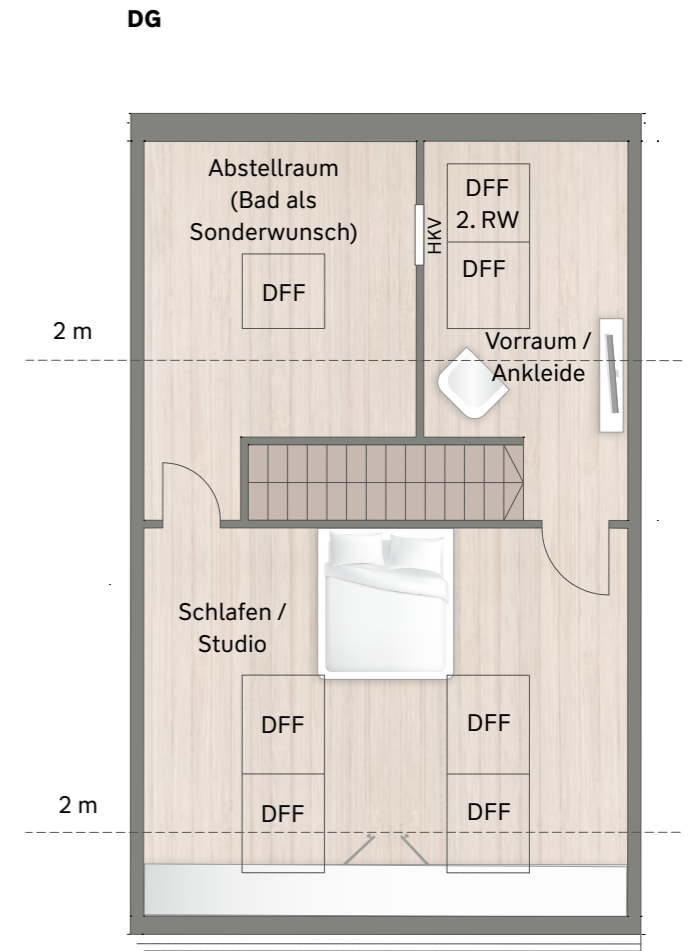 DG
Abstellraum
(Bad als
Sonderwunsch)
DFF
HKV
DFF
2. RW
DFF
2 m
Vorraum /
Ankleide
Schlafen /
Studio
DFF
DFF
DFF
DFF
2 m